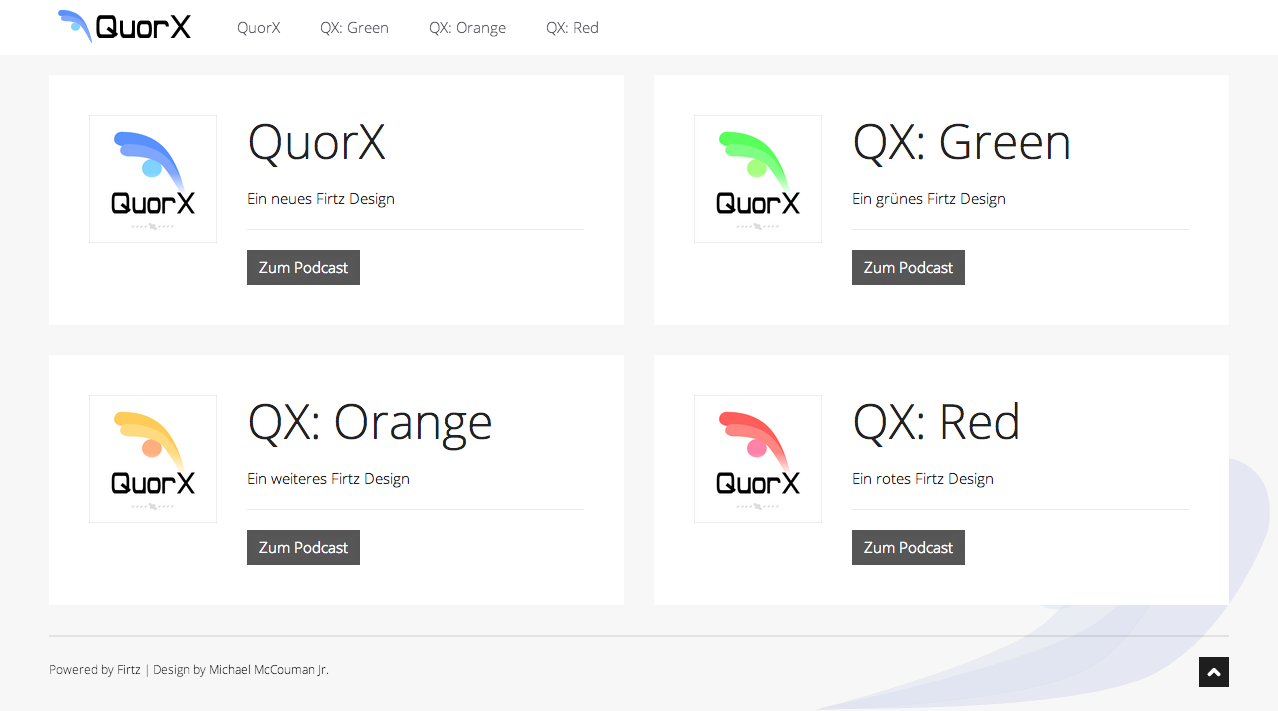 QuorX QuorX QX: Green QX: Orange QX: Red
QuorX
QuorX
Ein neues Firtz Design
Zum Podcast
QuorX
QX: Green
Ein grünes Firtz Design
Zum Podcast
QuorX
QX: Orange
Ein weiteres Firtz Design
Zum Podcast
QuorX
QX: Red
Ein rotes Firtz Design
Zum Podcast
Powered by Firtz | Design by Michael McCouman Jr.